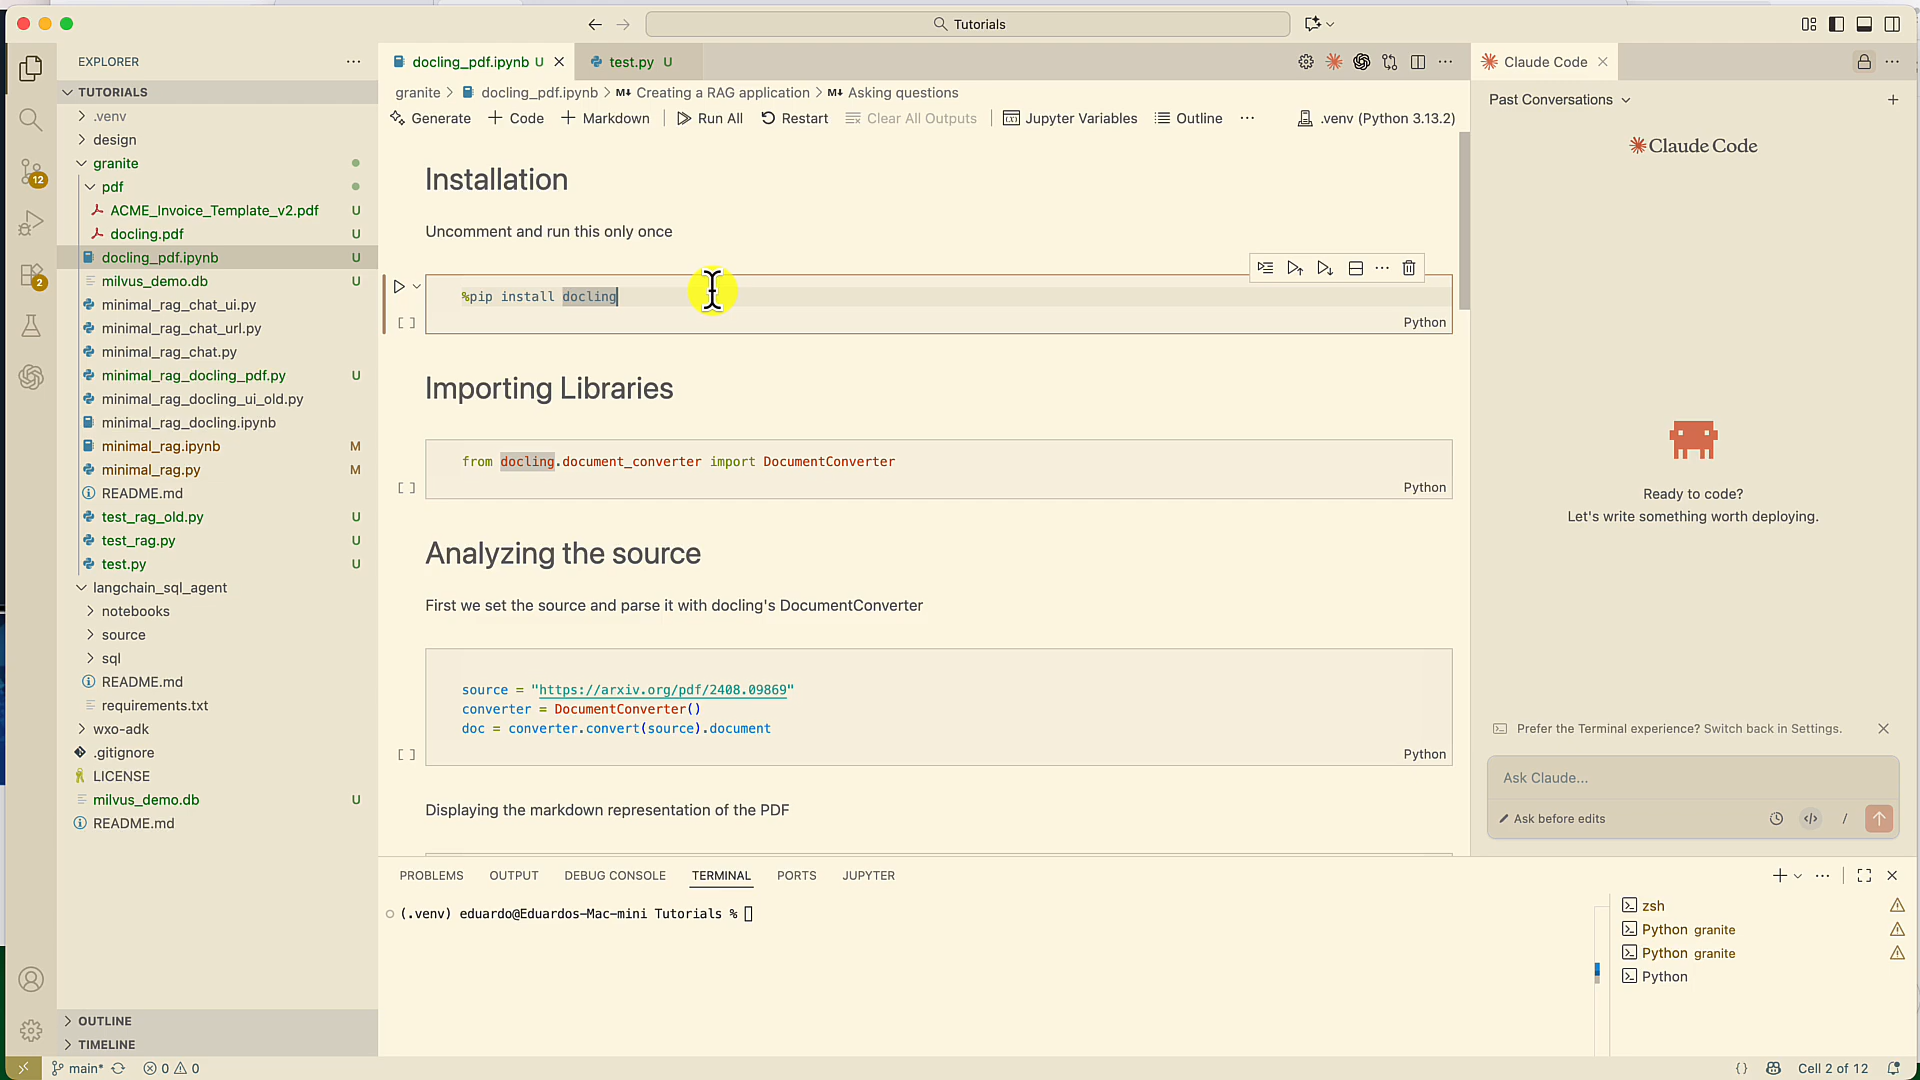 Tutorials
EXPLORER
TUTORIALS
.venv
design
granite
pdf
ACME_Invoice_Template_v2.pdf U
docling.pdf U
docling_pdf.ipynb U
milvus_demo.db U
minimal_rag_chat_ui.py
minimal_rag_chat_url.py
minimal_rag_chat.py
minimal_rag_docling_pdf.py U
minimal_rag_docling_ui_old.py
minimal_rag_docling.ipynb
minimal_rag.ipynb M
minimal_rag.py M
README.md
test_rag_old.py U
test_rag.py U
test.py U
langchain_sql_agent
notebooks
source
sql
README.md
requirements.txt
wxo-adk
.gitignore
LICENSE
milvus_demo.db U
README.md
OUTLINE
TIMELINE
12
2
docling_pdf.ipynb U
test.py U
granite > docling_pdf.ipynb > M↓ Creating a RAG application > M↓ Asking questions
Generate + Code + Markdown Run All Restart Clear All Outputs Jupyter Variables Outline ... .venv (Python 3.13.2)
Installation
Uncomment and run this only once
%pip install docling
[ ] Python
Importing Libraries
from docling.document_converter import DocumentConverter
[ ] Python
Analyzing the source
First we set the source and parse it with docling's DocumentConverter
source = "https://arxiv.org/pdf/2408.09869"
converter = DocumentConverter()
doc = converter.convert(source).document
[ ] Python
Displaying the markdown representation of the PDF
PROBLEMS OUTPUT DEBUG CONSOLE TERMINAL PORTS JUPYTER
(.venv) eduardo@Eduardos-Mac-mini Tutorials %
zsh
Python granite
Python granite
Python
Claude Code
Past Conversations
Claude Code
Ready to code?
Let's write something worth deploying.
Prefer the Terminal experience? Switch back in Settings.
Ask Claude...
Ask before edits
/
main* 0 0
{ } Cell 2 of 12